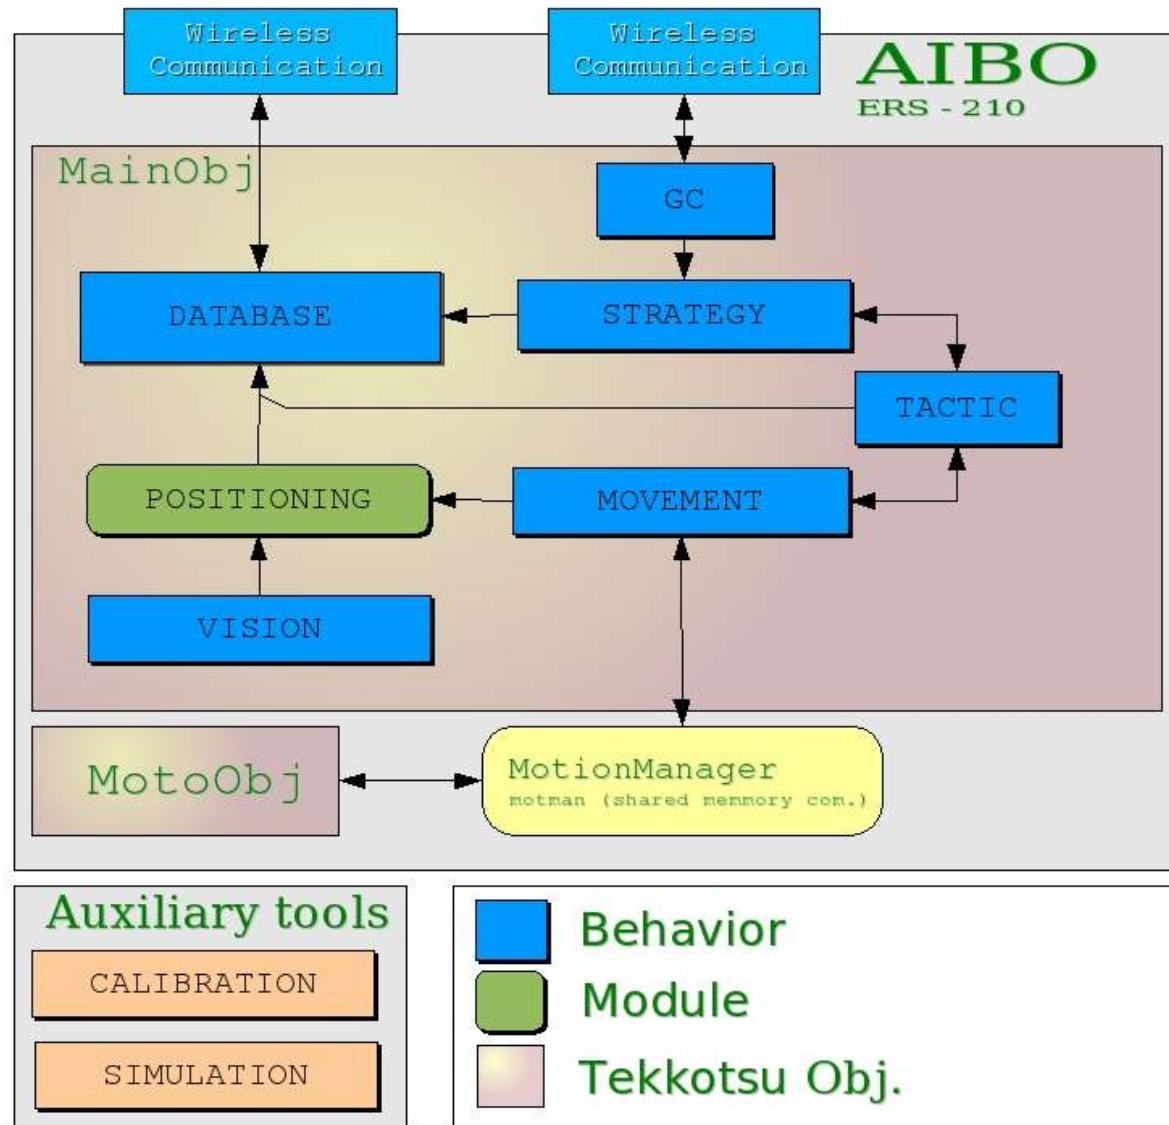 Wireless
Communication
Wireless
Communication
AIBO
ERS - 210
MainObj
GC
DATABASE
STRATEGY
TACTIC
POSITIONING
MOVEMENT
VISION
MotoObj
MotionManager
motman (shared memmory com.)
Auxiliary tools
CALIBRATION
SIMULATION
Behavior
Module
Tekkotsu Obj.